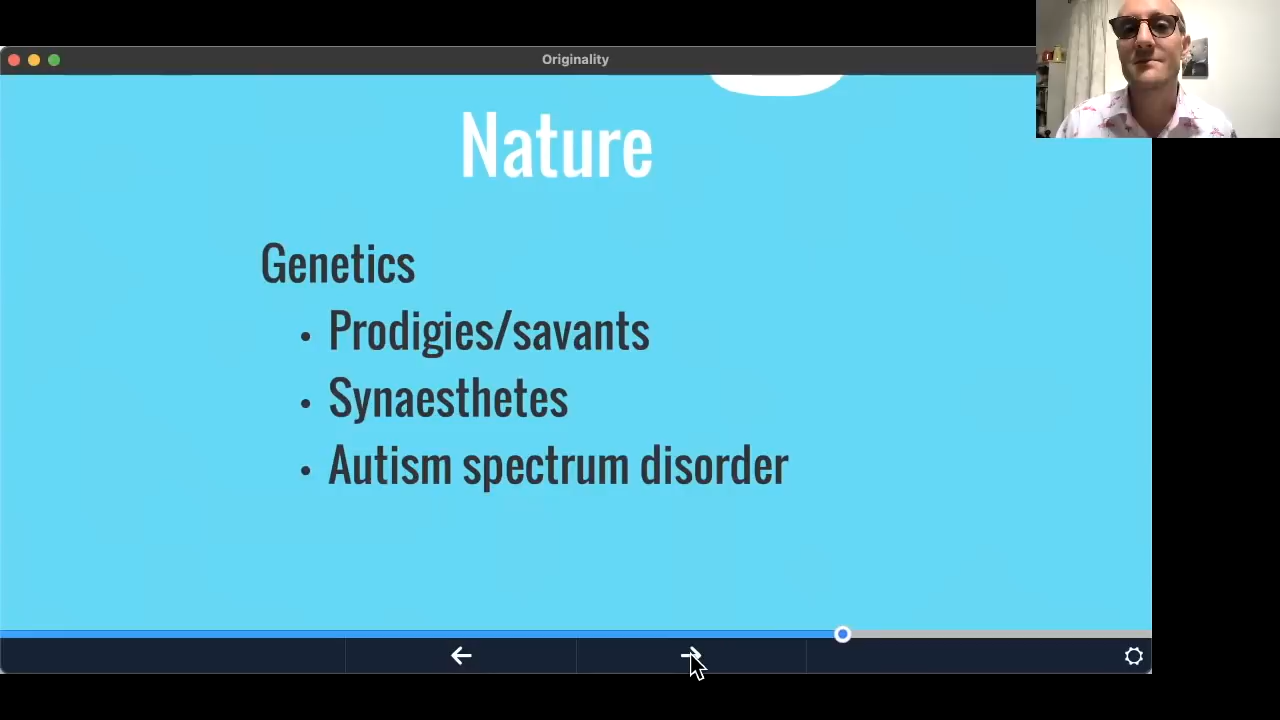 Originality
Nature
Genetics
• Prodigies/savants
• Synaesthetes
• Autism spectrum disorder